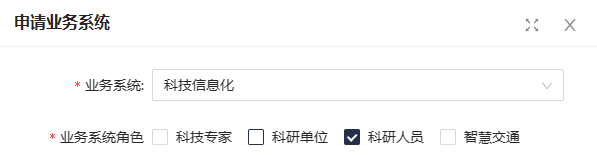 申请业务系统
* 业务系统: 科技信息化
* 业务系统角色 科技专家 科研单位 科研人员 智慧交通